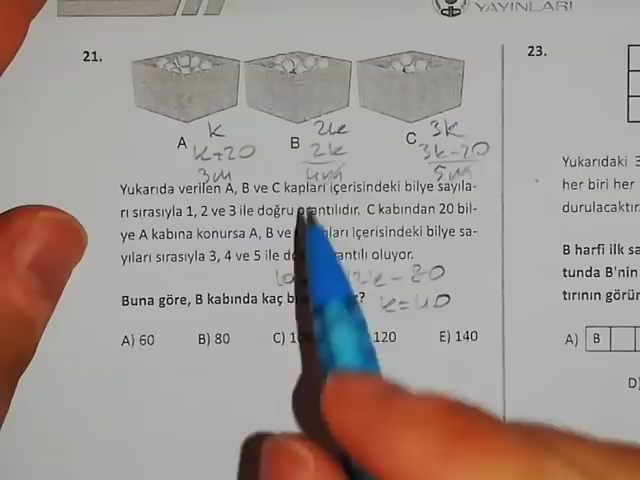 YAYINLARI
21.
23.
A
B
C
k
2k
3k
k+20
2k
3k-20
3m
4m
5m
Yukarıda verilen A, B ve C kapları içerisindeki bilye sayıla-
rı sırasıyla 1, 2 ve 3 ile doğru orantılıdır. C kabından 20 bil-
ye A kabına konursa A, B ve içerisindeki bilye sa-
yıları sırasıyla 3, 4 ve 5 ile oluyor.
12k-80
Buna göre, B kabında kaç
k=40
A) 60
B) 80
C)
120
E) 140
Yukarıdaki 3
her biri her
durulacaktır.
B harfi ilk
tunda B'nin
tırının
A) B
D)